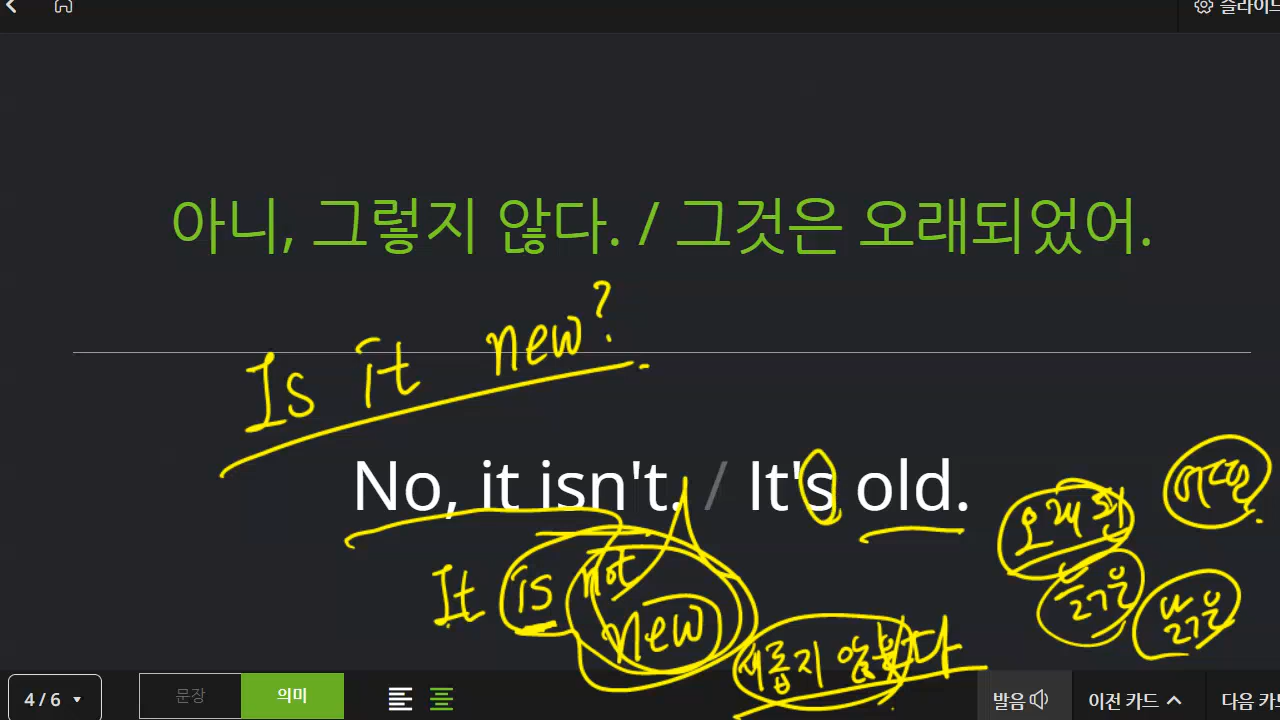 슬라이드
아니, 그렇지 않다. / 그것은 오래되었어.
Is it new?
No, it isn't. / It's old.
It is not new
오래된
늙은
낡은
새롭지 않다
4 / 6
문장
의미
발음
이전 카드
다음